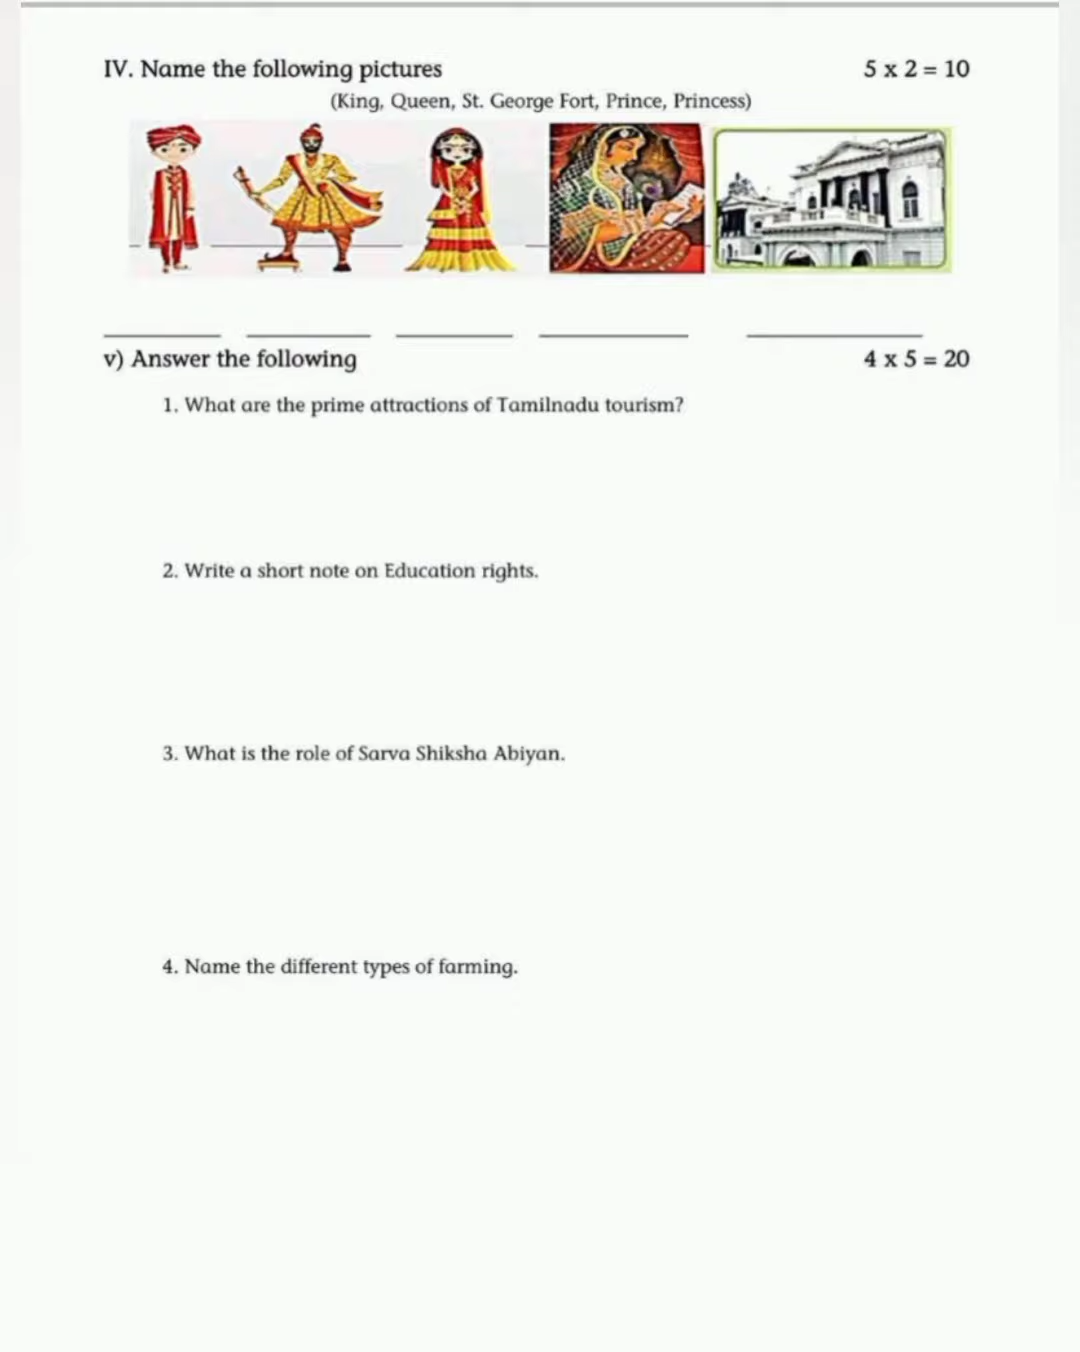 IV. Name the following pictures 5 x 2 = 10
(King, Queen, St. George Fort, Prince, Princess)
v) Answer the following 4 x 5 = 20
1. What are the prime attractions of Tamilnadu tourism?
2. Write a short note on Education rights.
3. What is the role of Sarva Shiksha Abiyan.
4. Name the different types of farming.